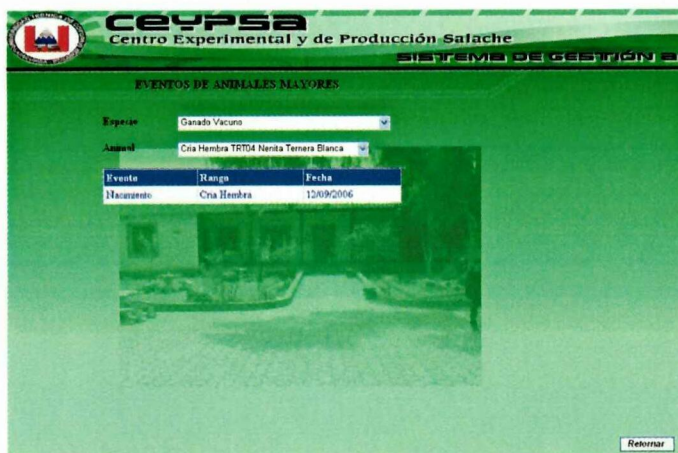 CEYPSA
Centro Experimental y de Producción Salache
SISTEMA DE GESTIÓN a
EVENTOS DE ANIMALES MAYORES
Especie Ganado Vacuno
Animal Cria Hembra TRT04 Nenita Ternera Blanca
Evento Rango Fecha
Nacimiento Cria Hembra 12/09/2006
Retornar